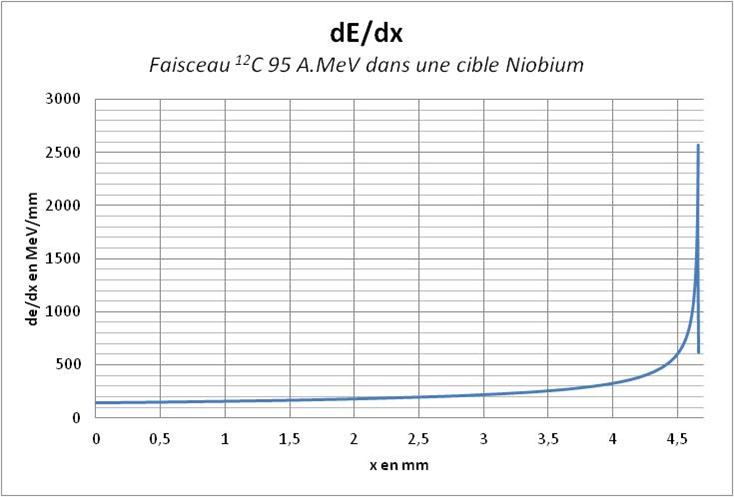 dE/dx
Faisceau ¹²C 95 A.MeV dans une cible Niobium
3000
2500
2000
1500
1000
500
0
de/dx en MeV/mm
0 0,5 1 1,5 2 2,5 3 3,5 4 4,5
x en mm